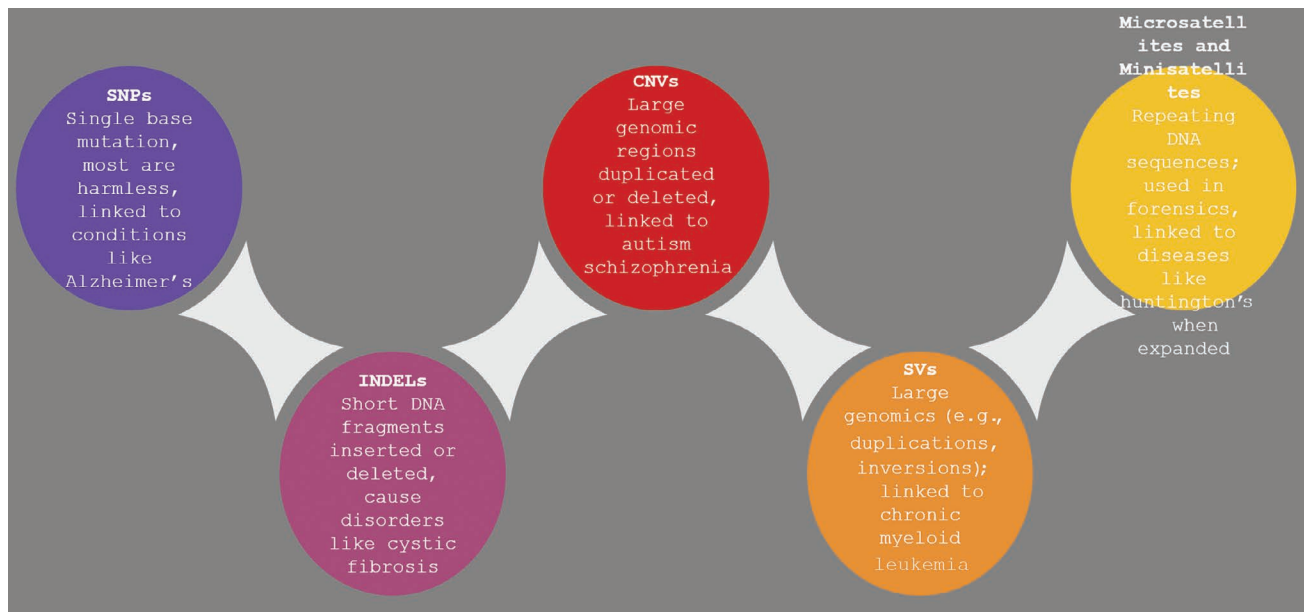 SNPs
Single base
mutation,
most are
harmless,
linked to
conditions
like
Alzheimer's
INDELs
Short DNA
fragments
inserted or
deleted,
cause
disorders
like cystic
fibrosis
CNVs
Large
genomic
regions
duplicated
or deleted,
linked to
autism
schizophrenia
SVs
Large
genomics (e.g.,
duplications,
inversions);
linked to
chronic
myeloid
leukemia
Microsatell
ites and
Minisatelli
tes
Repeating
DNA
sequences;
used in
forensics,
linked to
diseases
like
huntington's
when
expanded